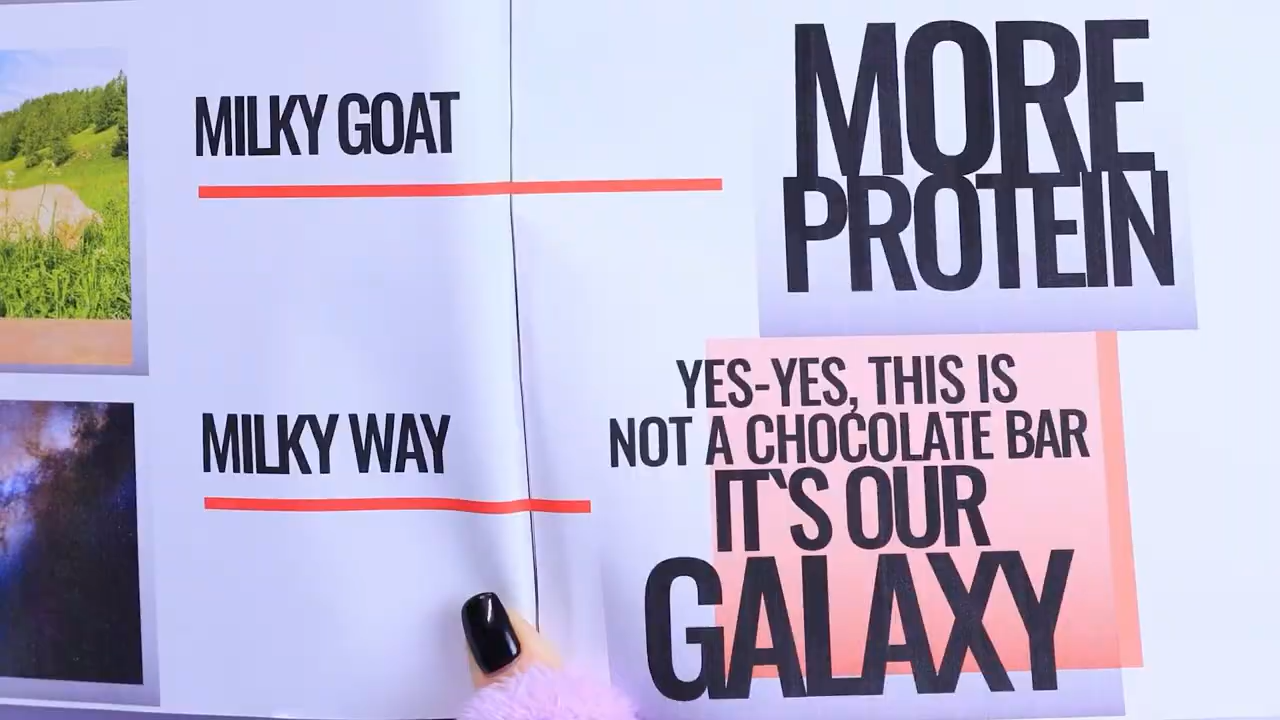 MILKY GOAT
MORE
PROTEIN
MILKY WAY
YES-YES, THIS IS
NOT A CHOCOLATE BAR
IT`S OUR
GALAXY